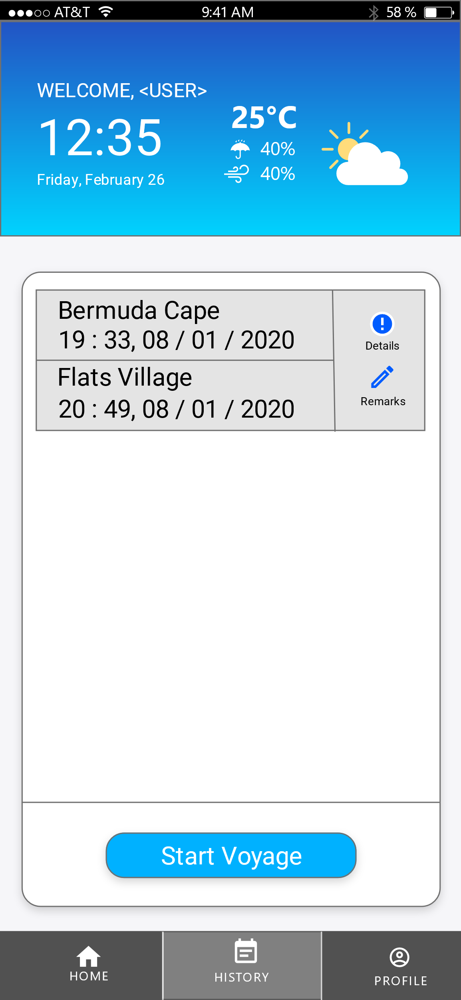 AT&T
9:41 AM
58 %
WELCOME, <USER>
12:35
Friday, February 26
25°C
40%
40%
Bermuda Cape
19 : 33, 08 / 01 / 2020
Flats Village
20 : 49, 08 / 01 / 2020
Details
Remarks
Start Voyage
HOME
HISTORY
PROFILE